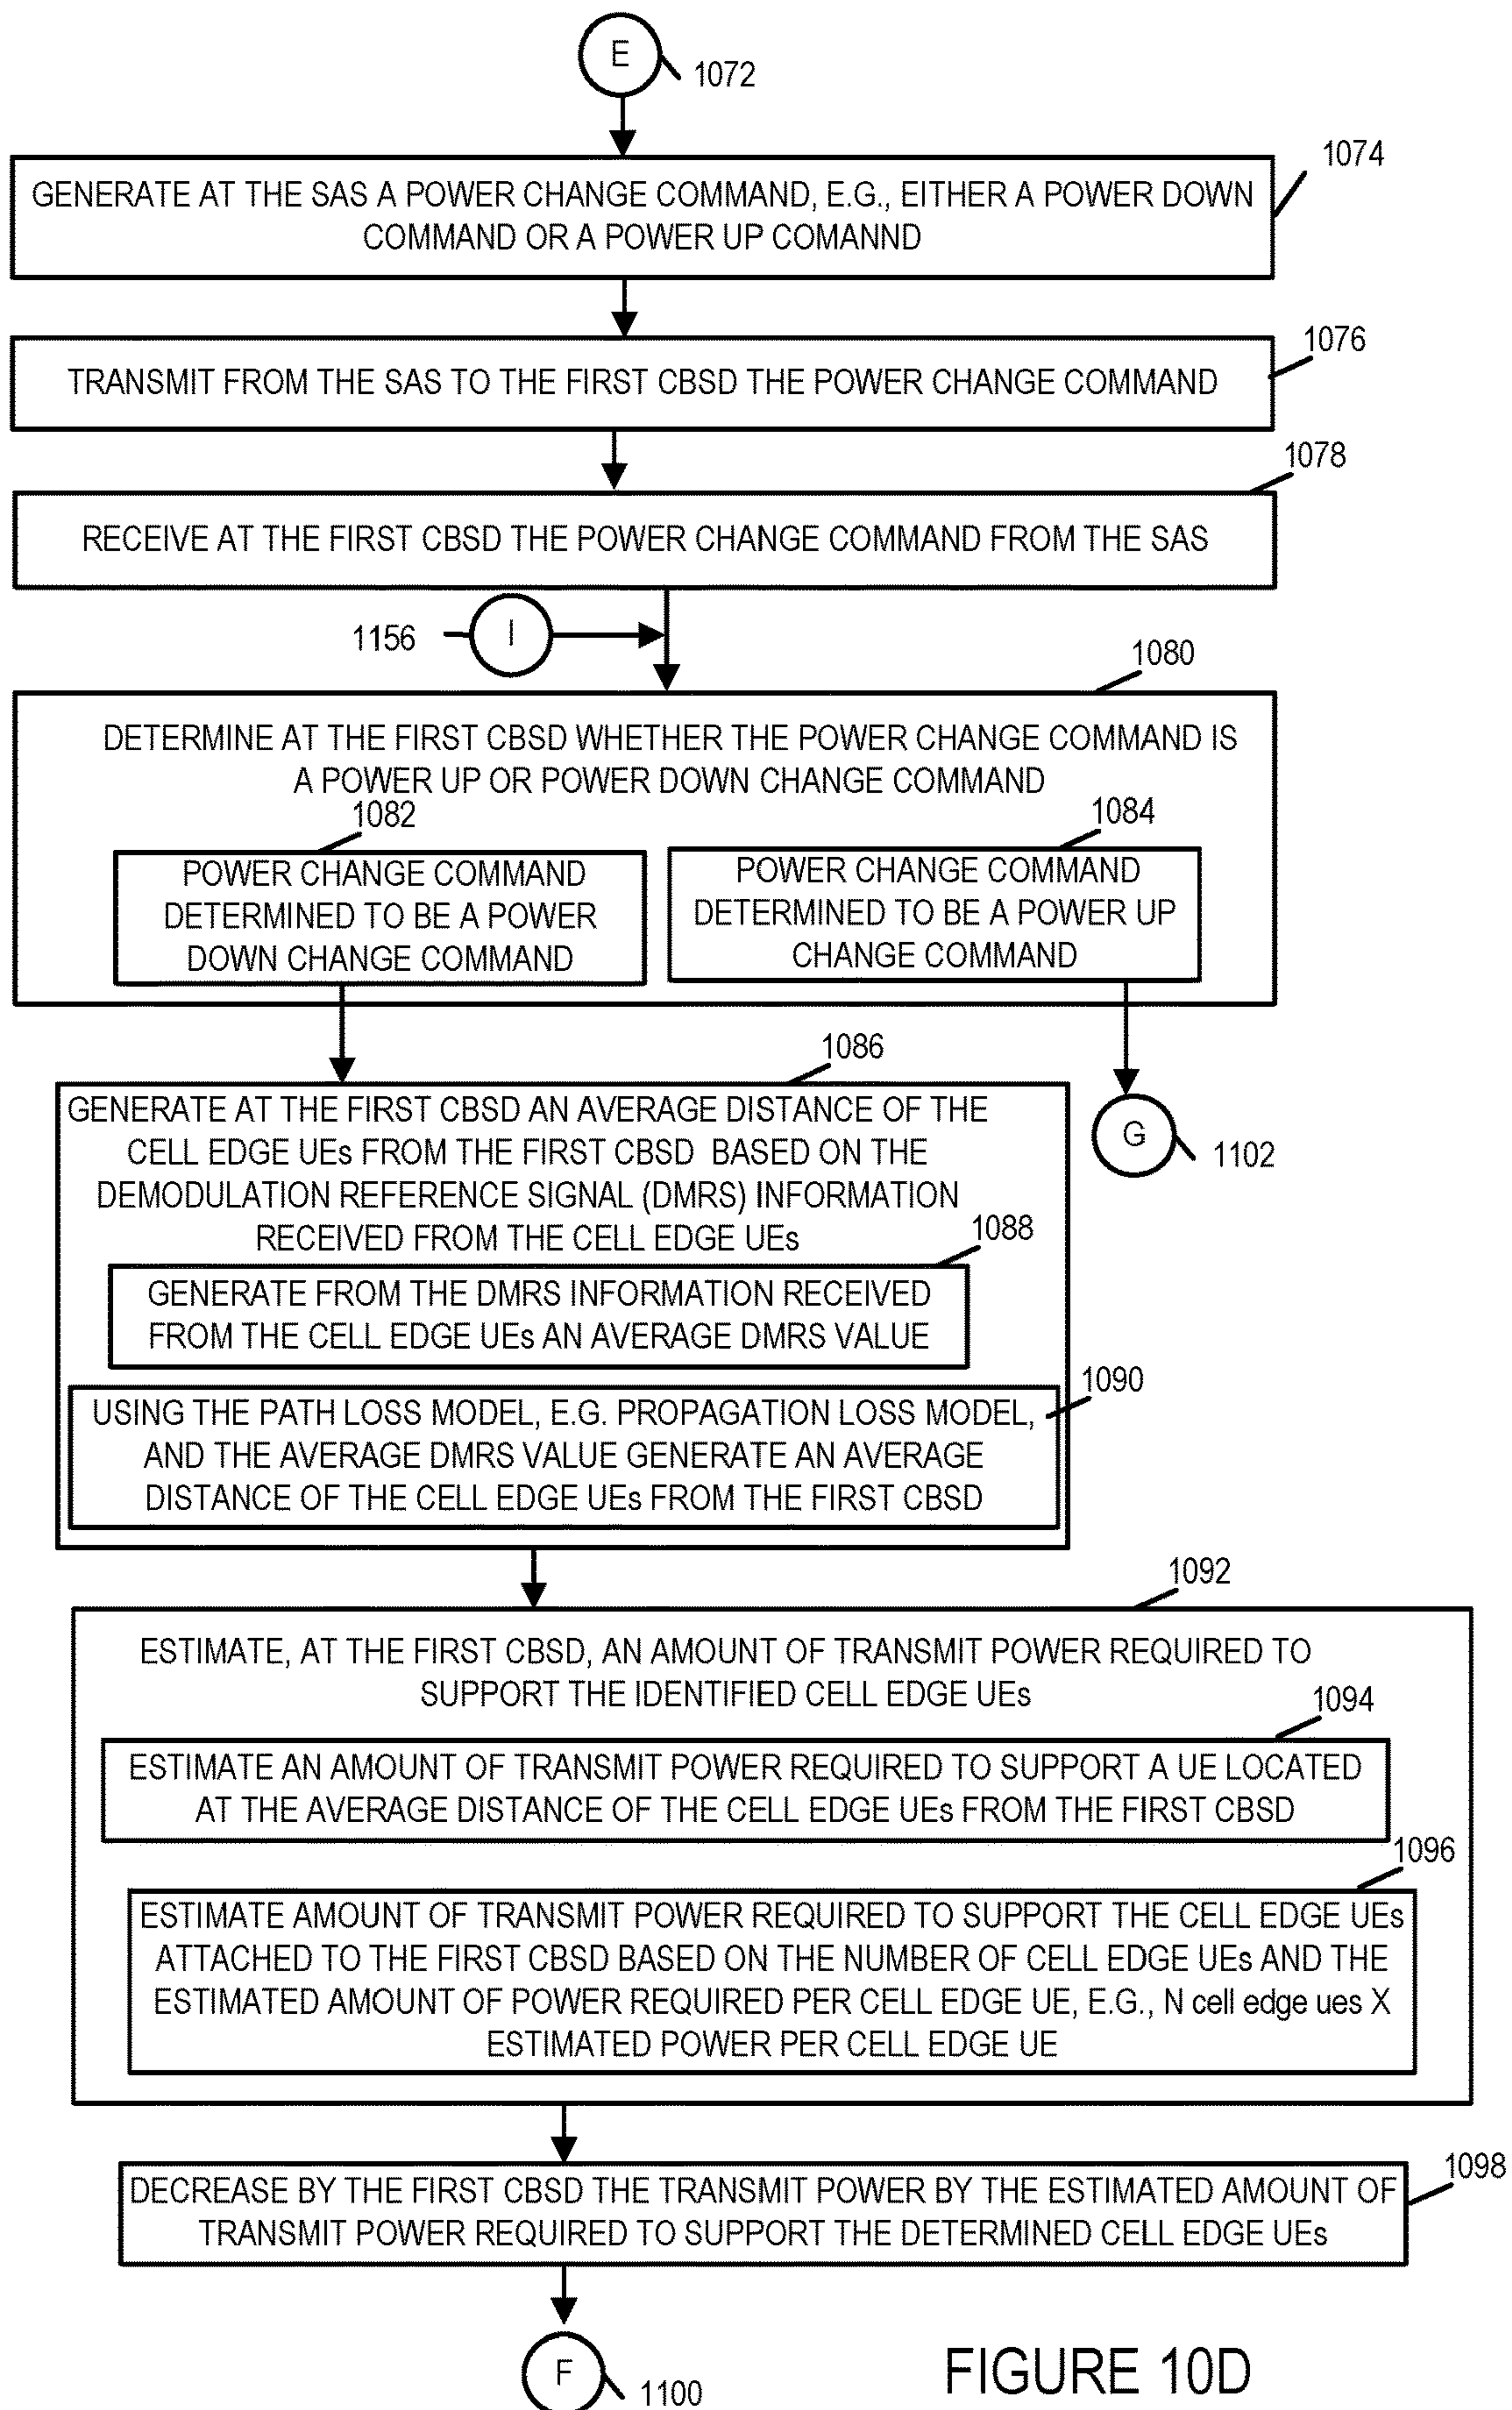 E
1072
1074
GENERATE AT THE SAS A POWER CHANGE COMMAND, E.G., EITHER A POWER DOWN
COMMAND OR A POWER UP COMANND
1076
TRANSMIT FROM THE SAS TO THE FIRST CBSD THE POWER CHANGE COMMAND
1078
RECEIVE AT THE FIRST CBSD THE POWER CHANGE COMMAND FROM THE SAS
1156
I
1080
DETERMINE AT THE FIRST CBSD WHETHER THE POWER CHANGE COMMAND IS
A POWER UP OR POWER DOWN CHANGE COMMAND
1082
POWER CHANGE COMMAND
DETERMINED TO BE A POWER
DOWN CHANGE COMMAND
1084
POWER CHANGE COMMAND
DETERMINED TO BE A POWER UP
CHANGE COMMAND
G
1102
1086
GENERATE AT THE FIRST CBSD AN AVERAGE DISTANCE OF THE
CELL EDGE UEs FROM THE FIRST CBSD BASED ON THE
DEMODULATION REFERENCE SIGNAL (DMRS) INFORMATION
RECEIVED FROM THE CELL EDGE UEs
1088
GENERATE FROM THE DMRS INFORMATION RECEIVED
FROM THE CELL EDGE UEs AN AVERAGE DMRS VALUE
1090
USING THE PATH LOSS MODEL, E.G. PROPAGATION LOSS MODEL,
AND THE AVERAGE DMRS VALUE GENERATE AN AVERAGE
DISTANCE OF THE CELL EDGE UEs FROM THE FIRST CBSD
1092
ESTIMATE, AT THE FIRST CBSD, AN AMOUNT OF TRANSMIT POWER REQUIRED TO
SUPPORT THE IDENTIFIED CELL EDGE UEs
1094
ESTIMATE AN AMOUNT OF TRANSMIT POWER REQUIRED TO SUPPORT A UE LOCATED
AT THE AVERAGE DISTANCE OF THE CELL EDGE UEs FROM THE FIRST CBSD
1096
ESTIMATE AMOUNT OF TRANSMIT POWER REQUIRED TO SUPPORT THE CELL EDGE UEs
ATTACHED TO THE FIRST CBSD BASED ON THE NUMBER OF CELL EDGE UEs AND THE
ESTIMATED AMOUNT OF POWER REQUIRED PER CELL EDGE UE, E.G., N cell edge ues X
ESTIMATED POWER PER CELL EDGE UE
1098
DECREASE BY THE FIRST CBSD THE TRANSMIT POWER BY THE ESTIMATED AMOUNT OF
TRANSMIT POWER REQUIRED TO SUPPORT THE DETERMINED CELL EDGE UEs
F
1100
FIGURE 10D